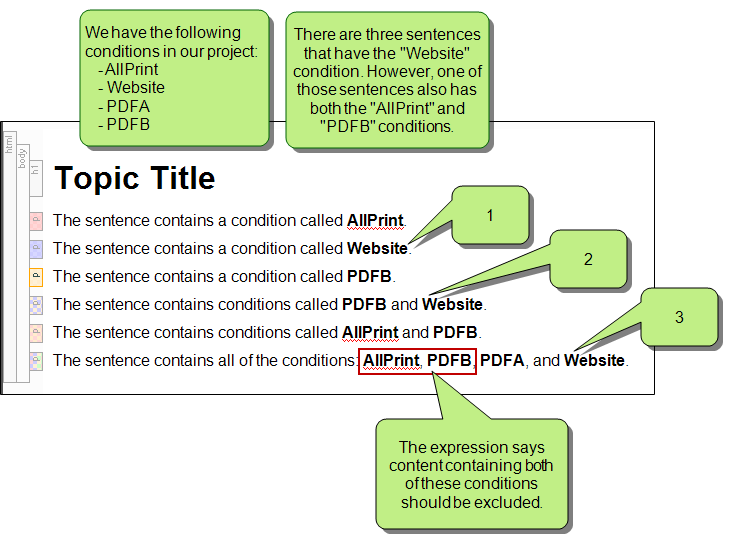 We have the following
conditions in our project:
- AllPrint
- Website
- PDFA
- PDFB
There are three sentences
that have the "Website"
condition. However, one of
those sentences also has
both the "AllPrint" and
"PDFB" conditions.
html
body
h1
Topic Title
p
The sentence contains a condition called AllPrint.
1
p
The sentence contains a condition called Website.
2
p
The sentence contains a condition called PDFB.
p
The sentence contains conditions called PDFB and Website.
3
p
The sentence contains conditions called AllPrint and PDFB.
p
The sentence contains all of the conditions: AllPrint, PDFB, PDFA, and Website.
The expression says
content containing both
of these conditions
should be excluded.